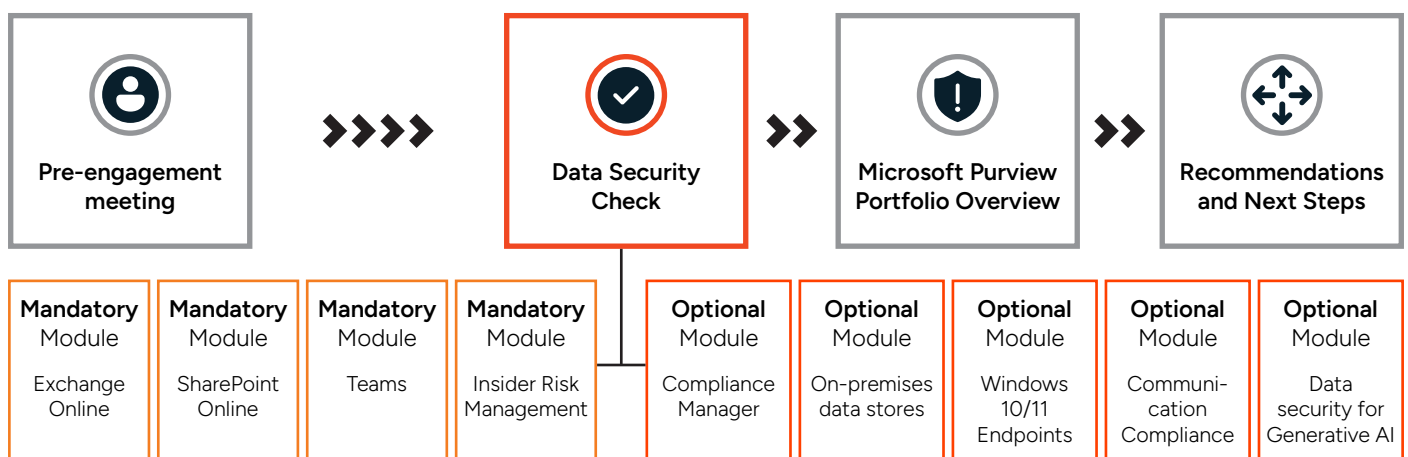 Pre-engagement
meeting
Data Security
Check
Microsoft Purview
Portfolio Overview
Recommendations
and Next Steps
Mandatory
Module
Exchange
Online
Mandatory
Module
SharePoint
Online
Mandatory
Module
Teams
Mandatory
Module
Insider Risk
Management
Optional
Module
Compliance
Manager
Optional
Module
On-premises
data stores
Optional
Module
Windows
10/11
Endpoints
Optional
Module
Communi-
cation
Compliance
Optional
Module
Data
security for
Generative AI